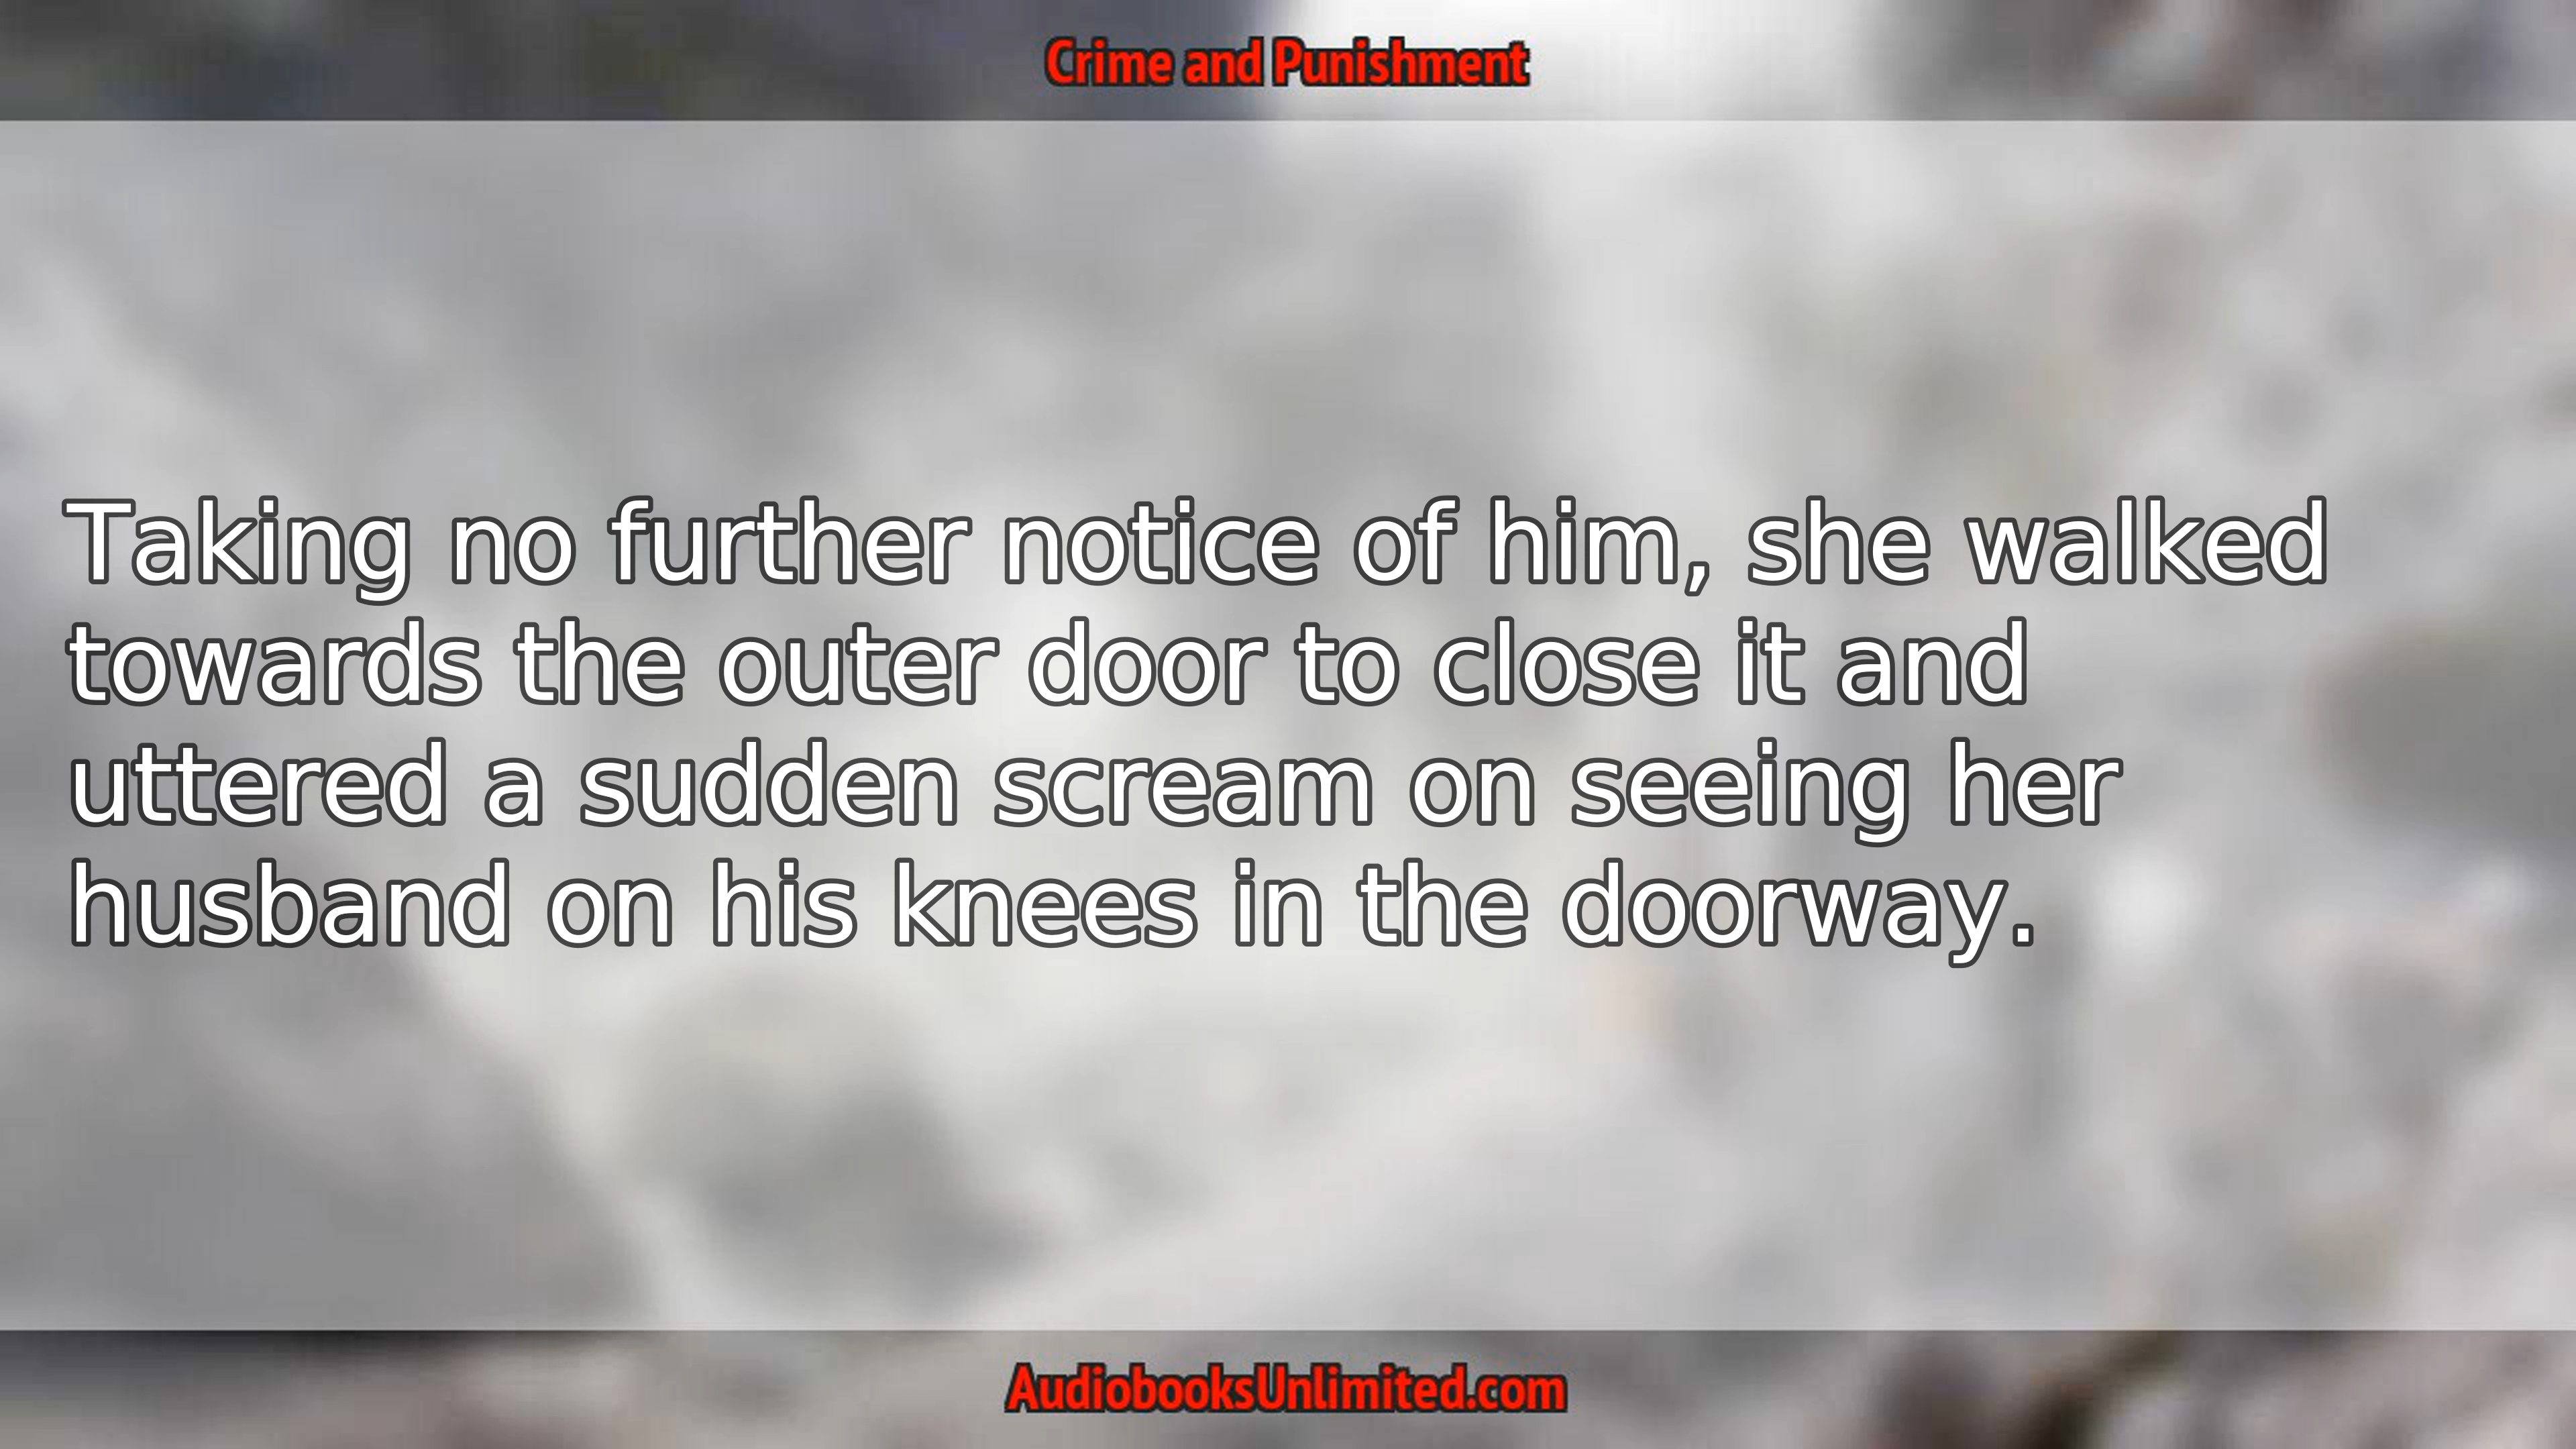 Crime and Punishment
Taking no further notice of him, she walked
towards the outer door to close it and
uttered a sudden scream on seeing her
husband on his knees in the doorway.
AudiobooksUnlimited.com